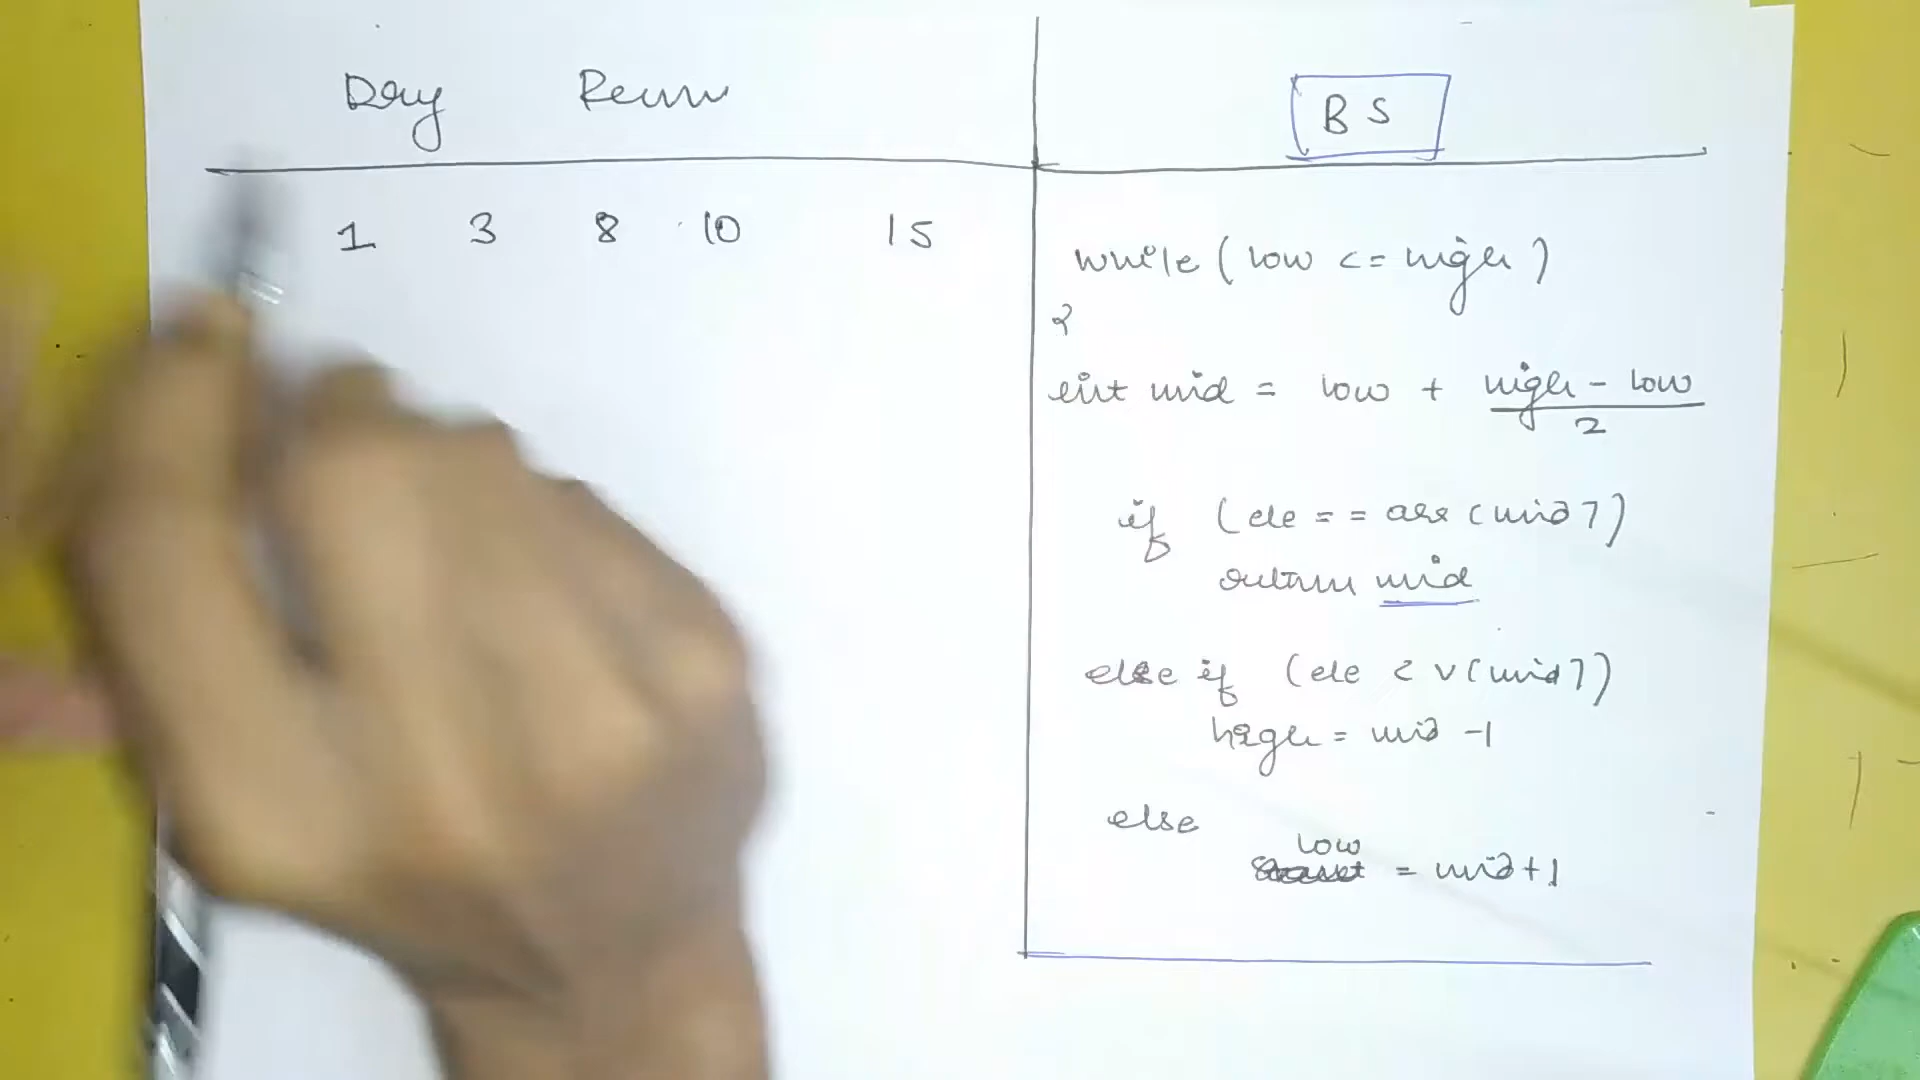 Dry Run
1 3 8 10 15
BS
while (low <= high)
{
int mid = low + high - low
2
if (ele == arr[mid])
return mid
else if (ele < v[mid])
high = mid -1
else
low
= mid+1